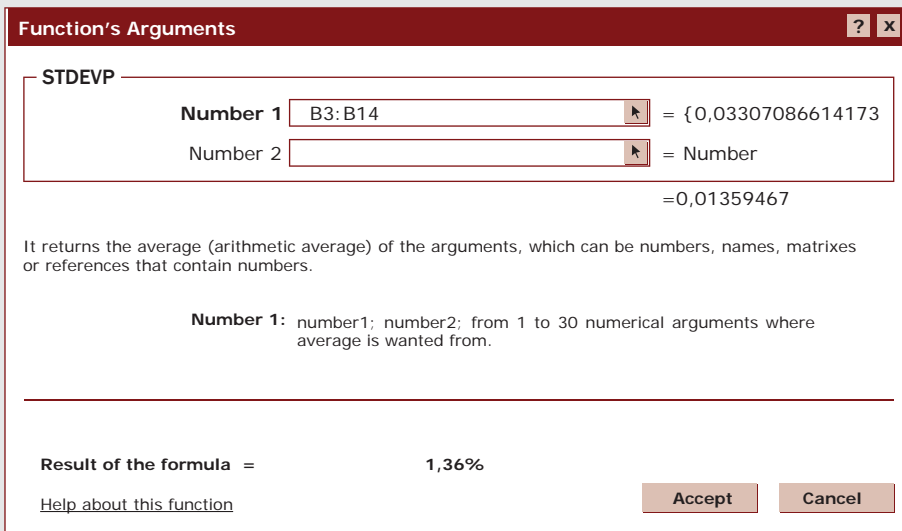 Function's Arguments ? x
STDEVP
Number 1 B3:B14 = {0,03307086614173
Number 2 = Number
=0,01359467
It returns the average (arithmetic average) of the arguments, which can be numbers, names, matrixes
or references that contain numbers.
Number 1: number1; number2; from 1 to 30 numerical arguments where
average is wanted from.
Result of the formula = 1,36%
Help about this function Accept Cancel